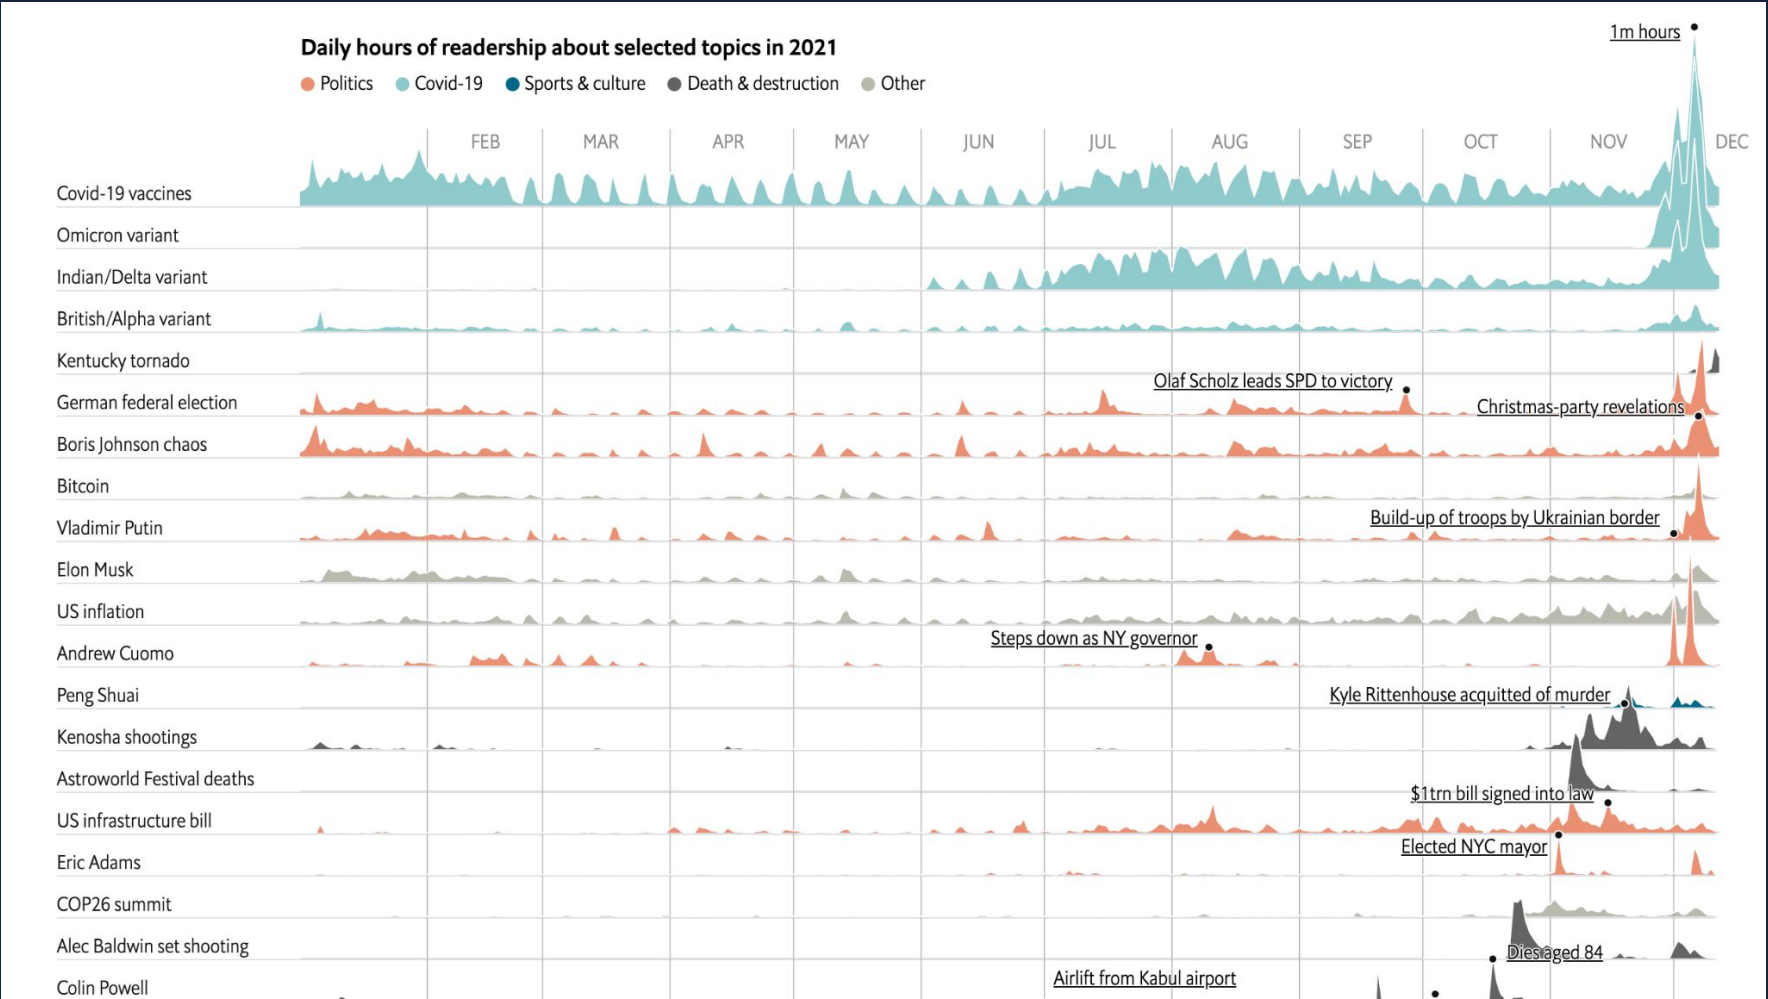 1m hours
Daily hours of readership about selected topics in 2021
Politics Covid-19 Sports & culture Death & destruction Other
FEB MAR APR MAY JUN JUL AUG SEP OCT NOV DEC
Covid-19 vaccines
Omicron variant
Indian/Delta variant
British/Alpha variant
Kentucky tornado
Olaf Scholz leads SPD to victory
German federal election
Christmas-party revelations
Boris Johnson chaos
Bitcoin
Build-up of troops by Ukrainian border
Vladimir Putin
Elon Musk
US inflation
Steps down as NY governor
Andrew Cuomo
Peng Shuai
Kyle Rittenhouse acquitted of murder
Kenosha shootings
Astroworld Festival deaths
$1trn bill signed into law
US infrastructure bill
Elected NYC mayor
Eric Adams
COP26 summit
Alec Baldwin set shooting
Dies aged 84
Airlift from Kabul airport
Colin Powell